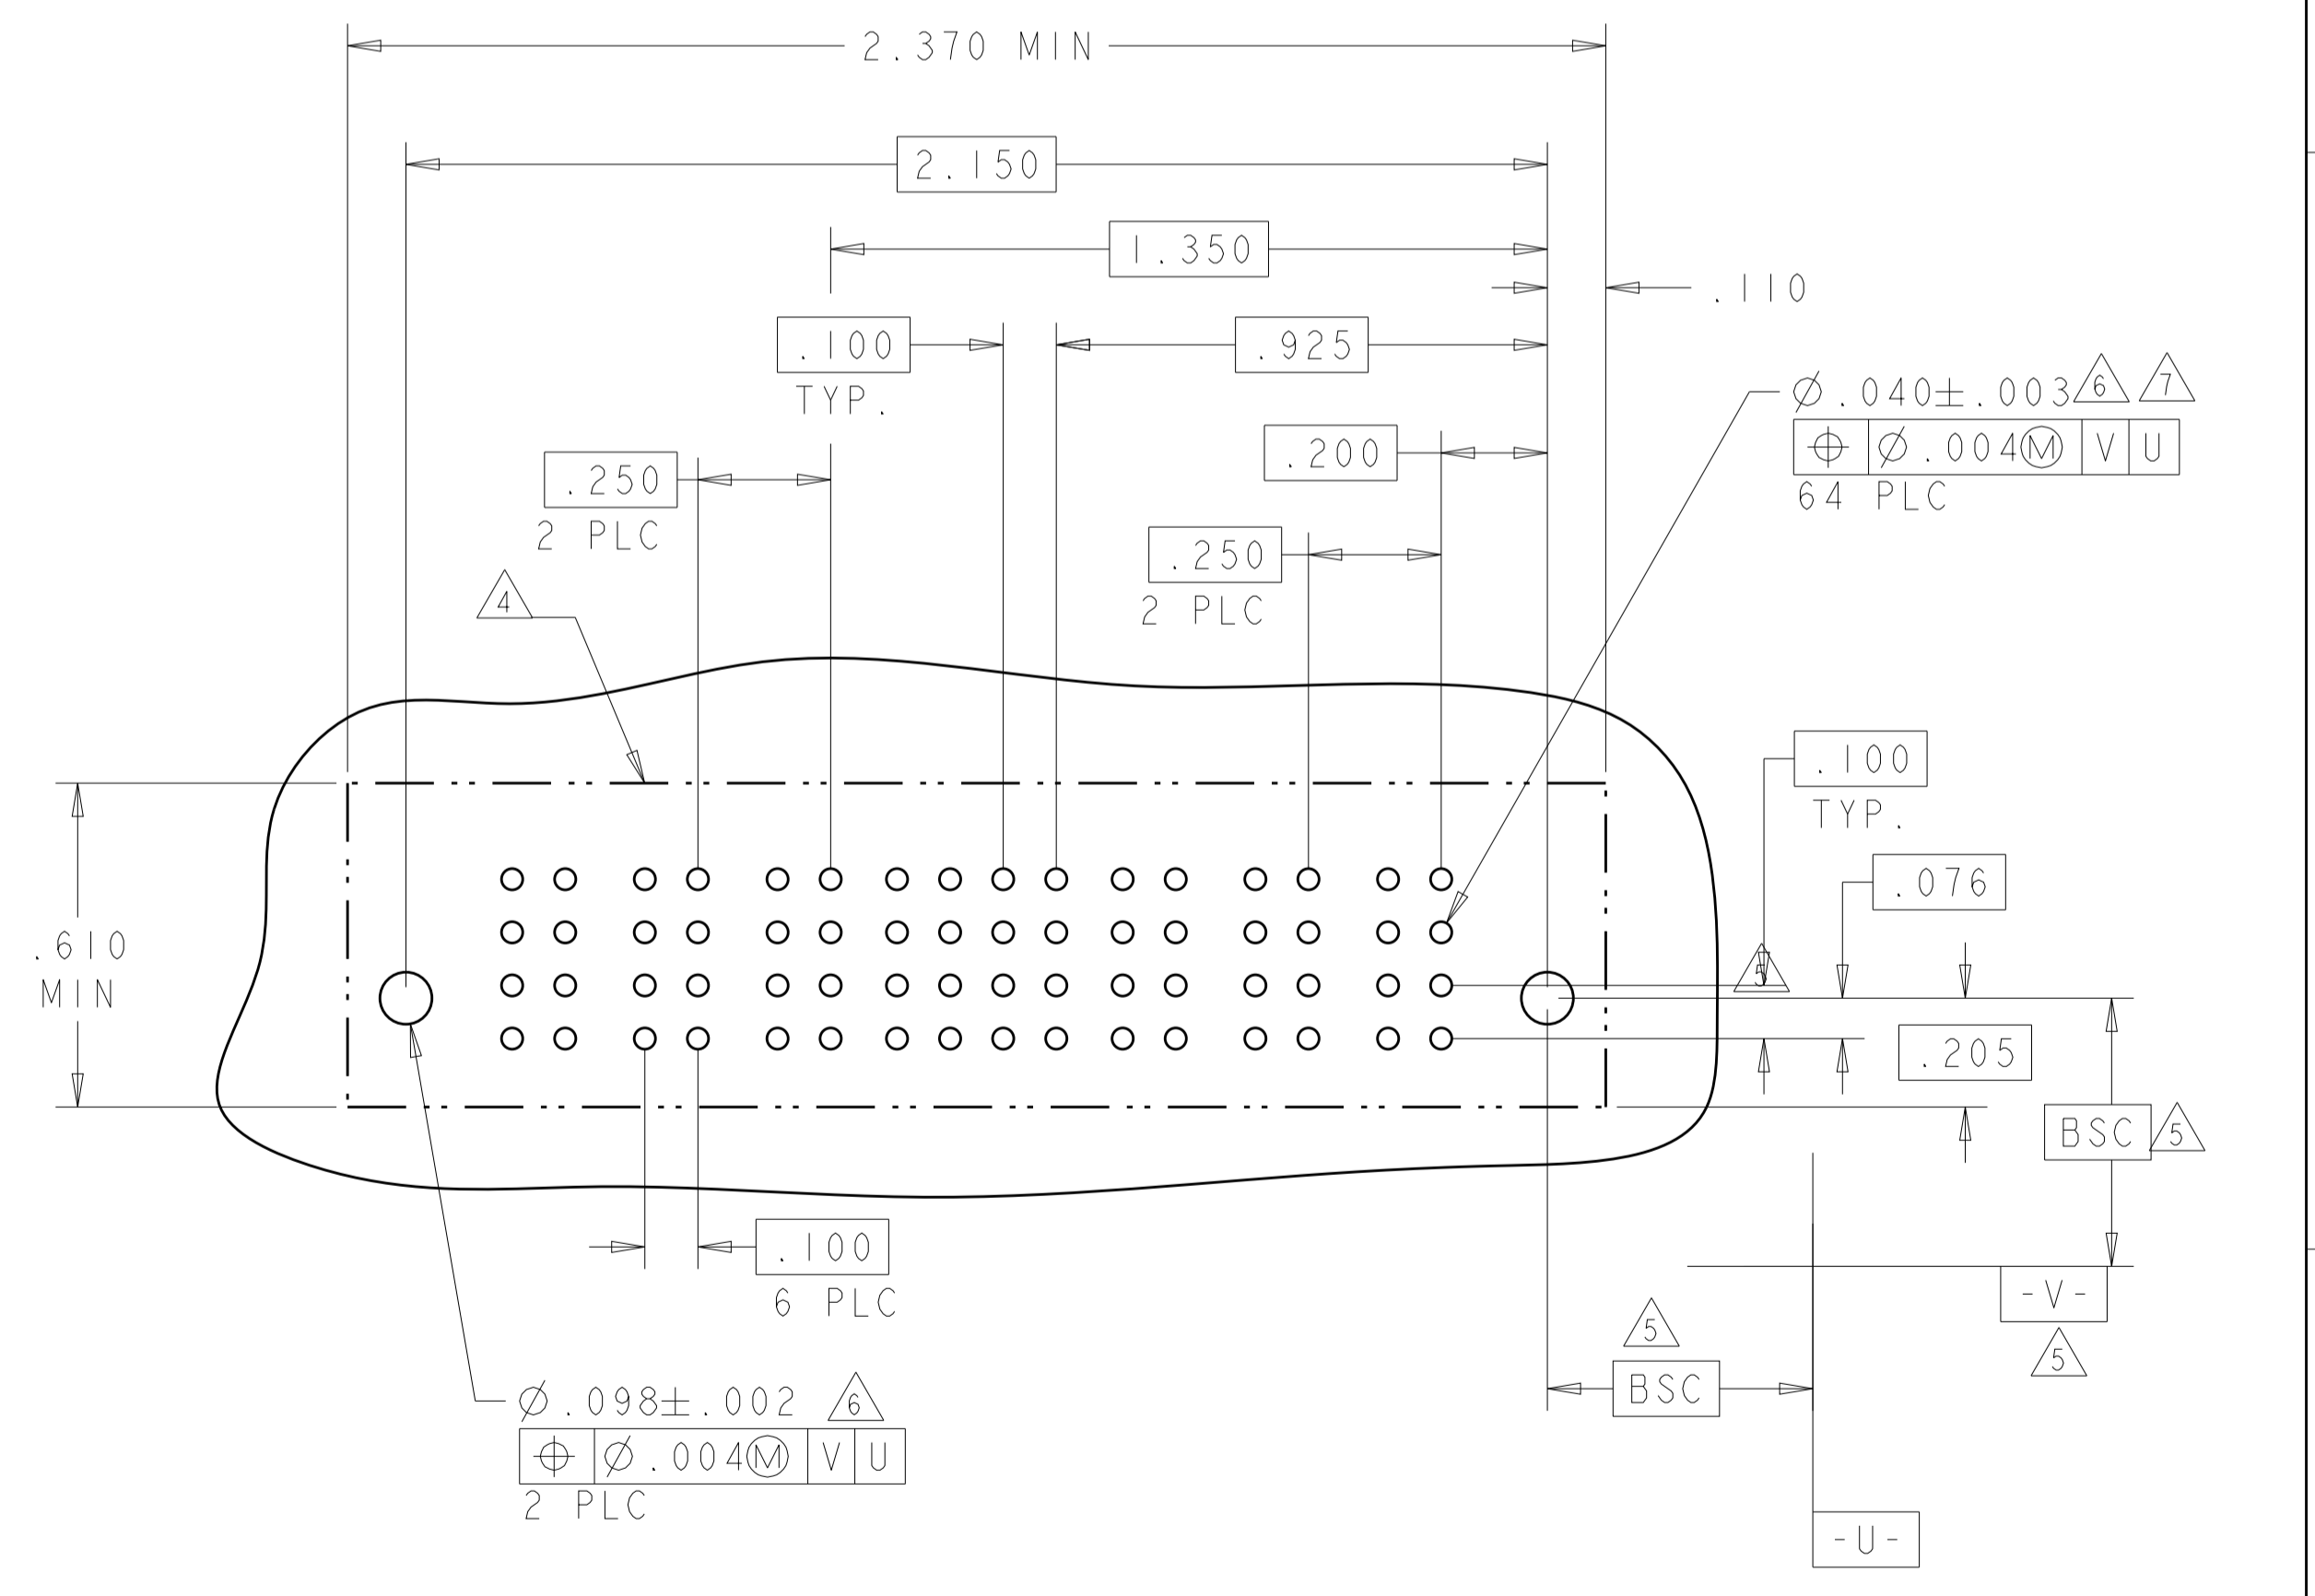 2.370 MIN
2.150
1.350
.110
.100
TYP.
.925
⌀.040±.003 6 7
⌖ ⌀.004Ⓜ V U
64 PLC
.200
.250
2 PLC
.250
2 PLC
4
.100
TYP.
.076
.610
MIN
5
.205
BSC 5
.100
6 PLC
-V-
5
5
BSC
⌀.098±.002 6
⌖ ⌀.004Ⓜ V U
2 PLC
-U-